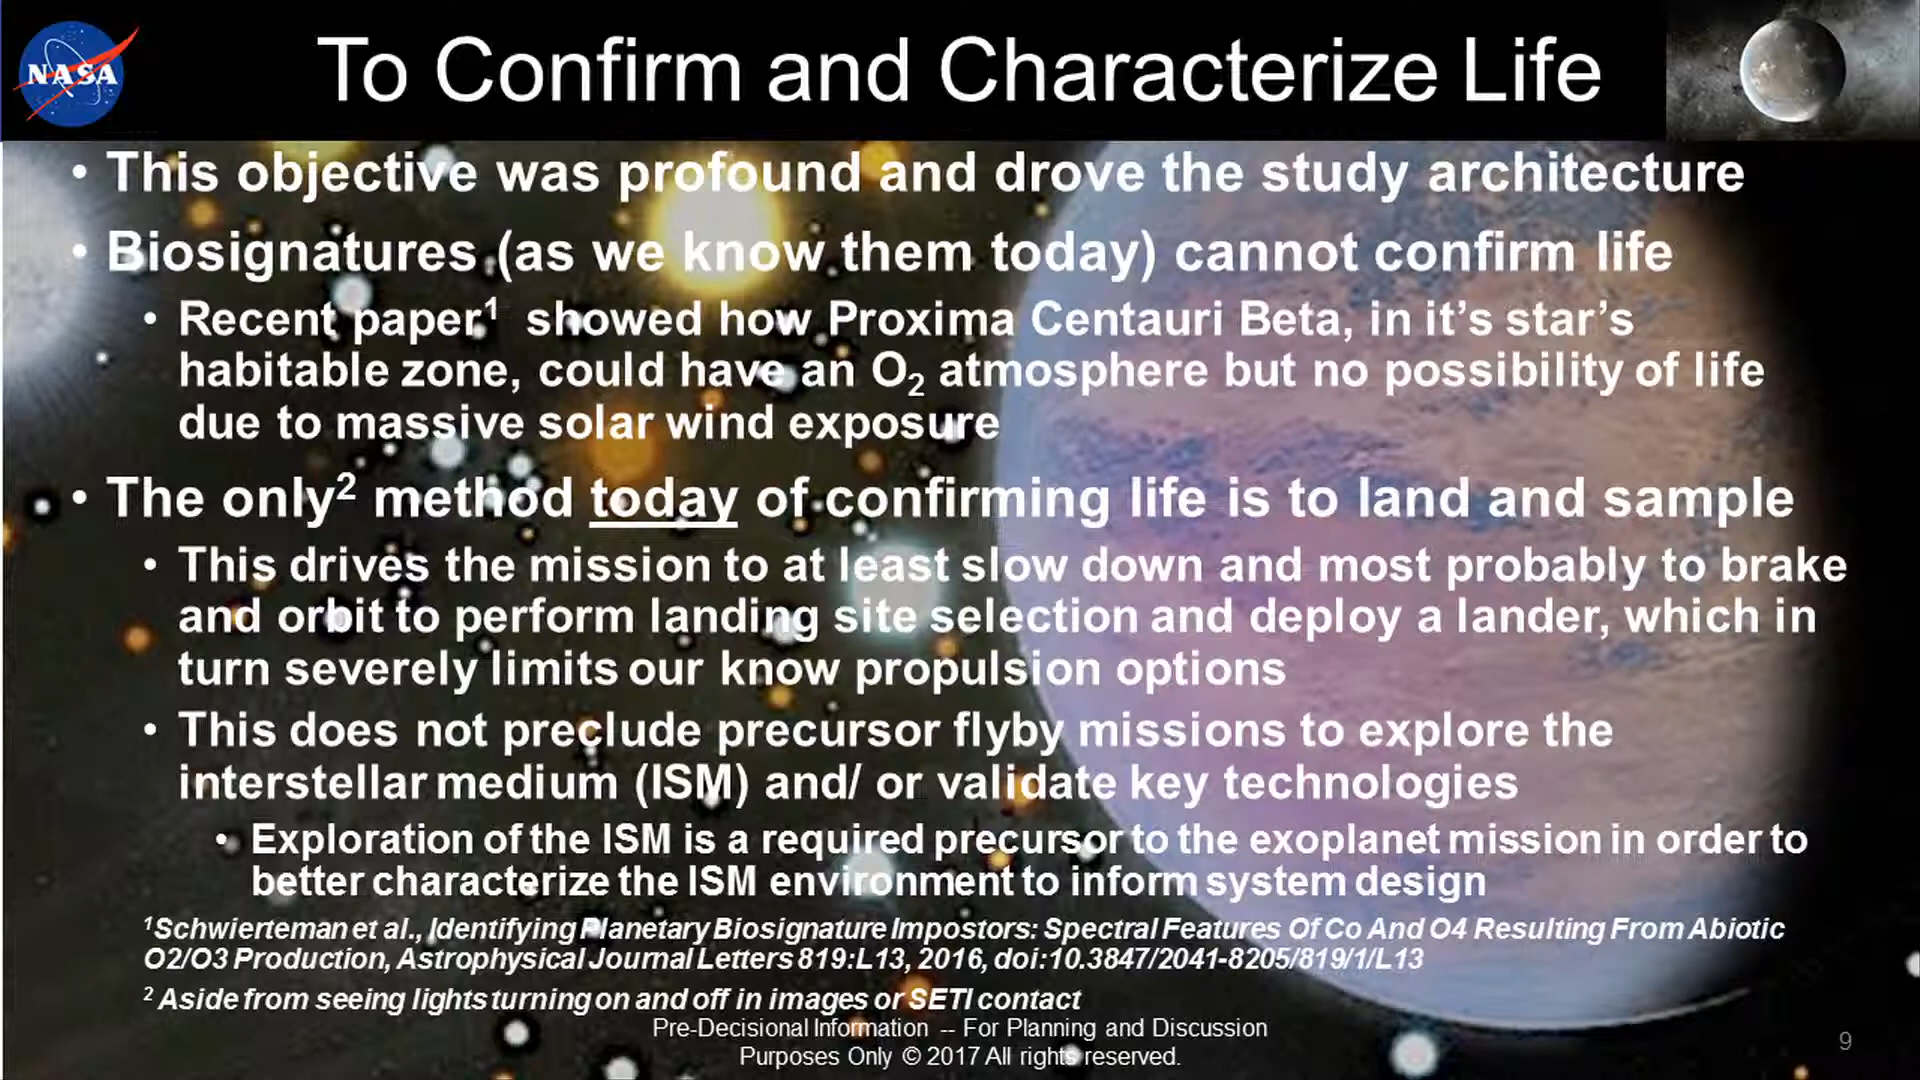 NASA
To Confirm and Characterize Life
• This objective was profound and drove the study architecture
• Biosignatures (as we know them today) cannot confirm life
• Recent paper¹ showed how Proxima Centauri Beta, in it’s star’s
habitable zone, could have an O₂ atmosphere but no possibility of life
due to massive solar wind exposure
• The only² method today of confirming life is to land and sample
• This drives the mission to at least slow down and most probably to brake
and orbit to perform landing site selection and deploy a lander, which in
turn severely limits our know propulsion options
• This does not preclude precursor flyby missions to explore the
interstellar medium (ISM) and/ or validate key technologies
• Exploration of the ISM is a required precursor to the exoplanet mission in order to
better characterize the ISM environment to inform system design
¹Schwierteman et al., Identifying Planetary Biosignature Impostors: Spectral Features Of Co And O4 Resulting From Abiotic
O2/O3 Production, Astrophysical Journal Letters 819:L13, 2016, doi:10.3847/2041-8205/819/1/L13
² Aside from seeing lights turning on and off in images or SETI contact
Pre-Decisional Information -- For Planning and Discussion
Purposes Only © 2017 All rights reserved.
9